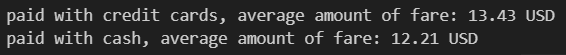 paid with credit cards, average amount of fare: 13.43 USD
paid with cash, average amount of fare: 12.21 USD